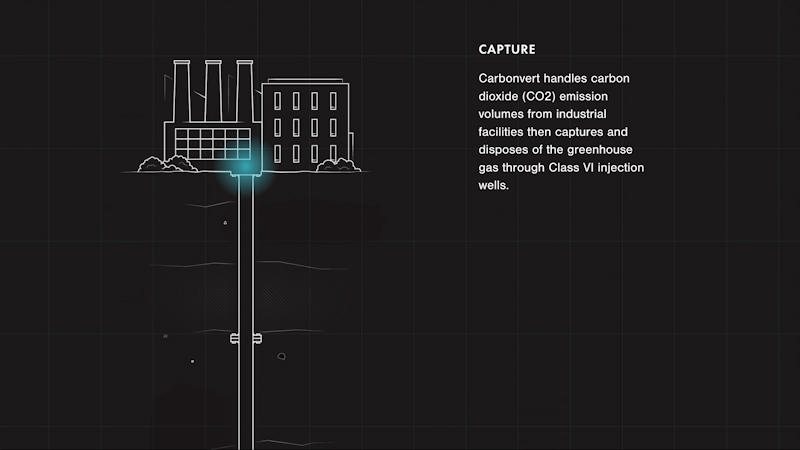 CAPTURE
Carbonvert handles carbon
dioxide (CO2) emission
volumes from industrial
facilities then captures and
disposes of the greenhouse
gas through Class VI injection
wells.